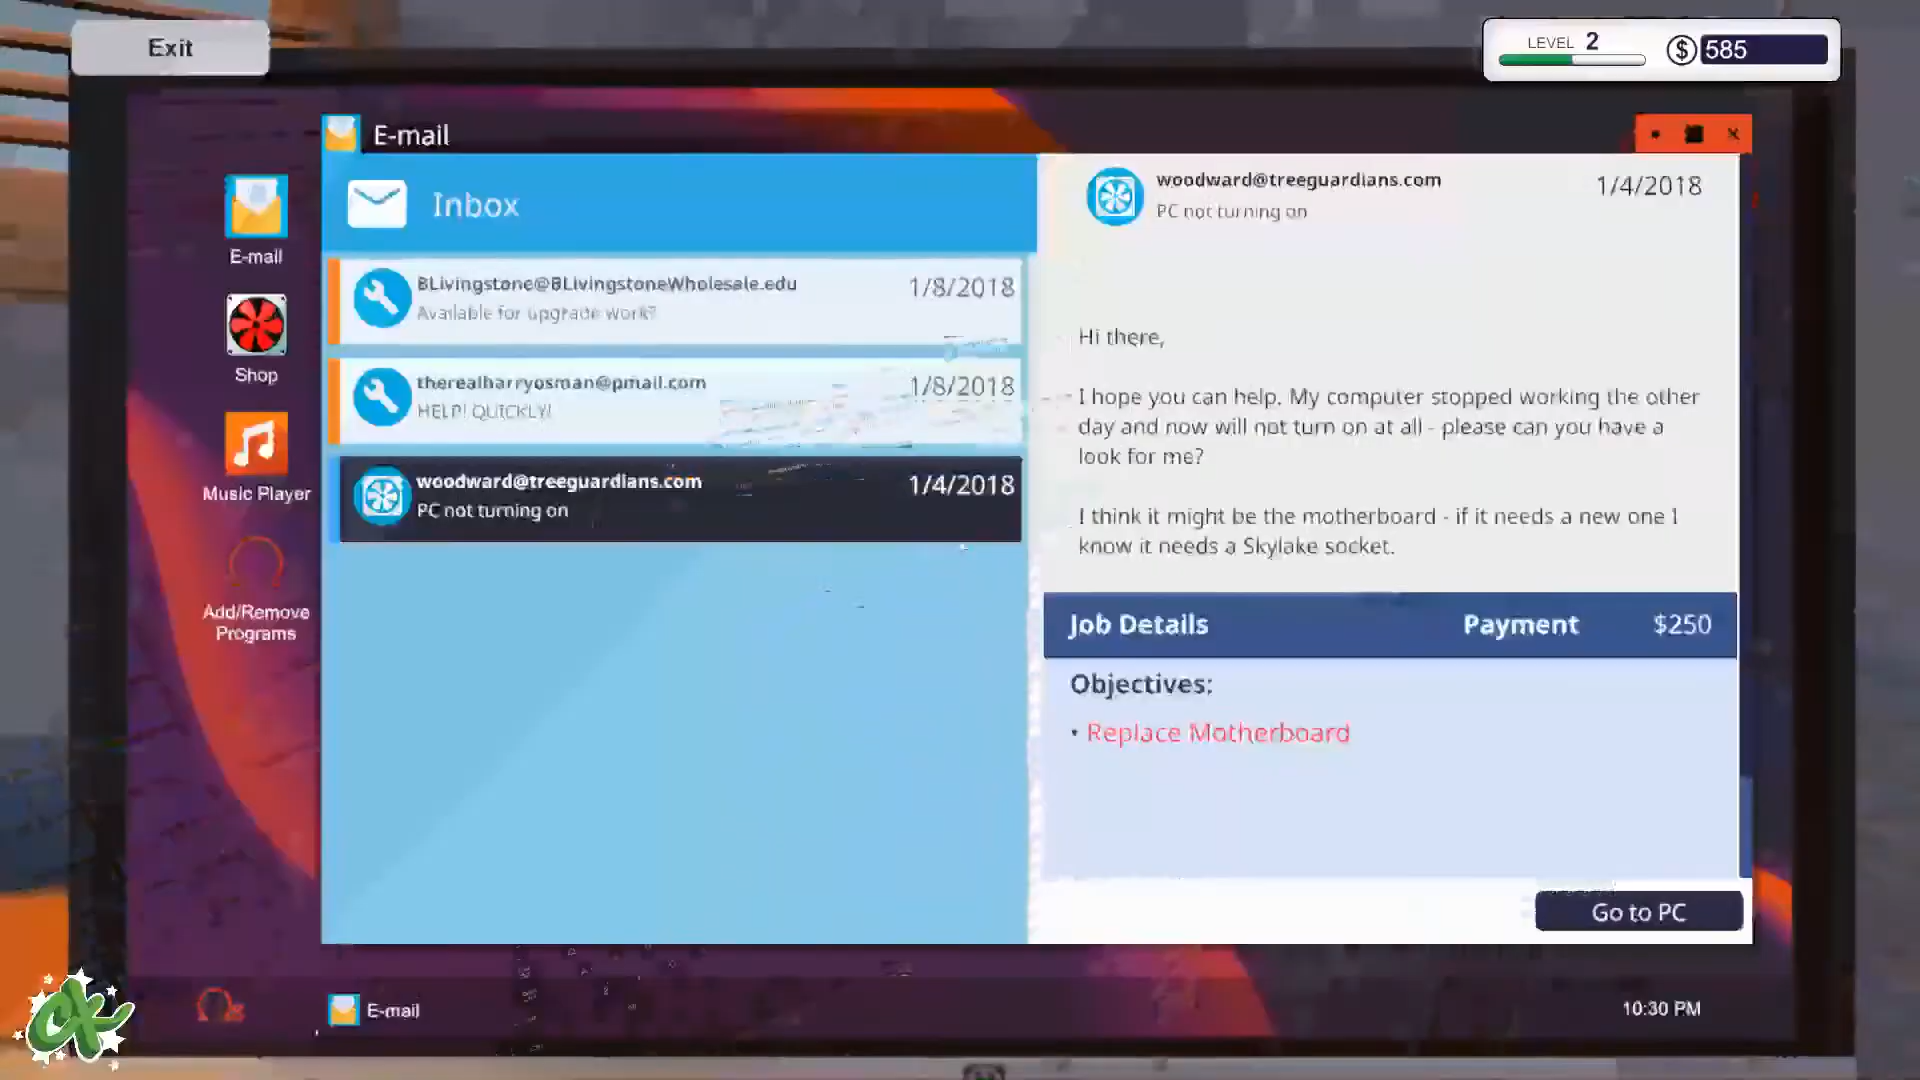 Exit
LEVEL 2
$ 585
E-mail
Inbox
E-mail
Shop
Music Player
Add/Remove
Programs
BLivingstone@BLivingstoneWholesale.edu 1/8/2018
Available for upgrade work?
therealharryosman@pmail.com 1/8/2018
HELP! QUICKLY!
woodward@treeguardians.com 1/4/2018
PC not turning on
woodward@treeguardians.com 1/4/2018
PC not turning on
Hi there,
I hope you can help. My computer stopped working the other
day and now will not turn on at all - please can you have a
look for me?
I think it might be the motherboard - if it needs a new one I
know it needs a Skylake socket.
Job Details Payment $250
Objectives:
• Replace Motherboard
Go to PC
E-mail
10:30 PM